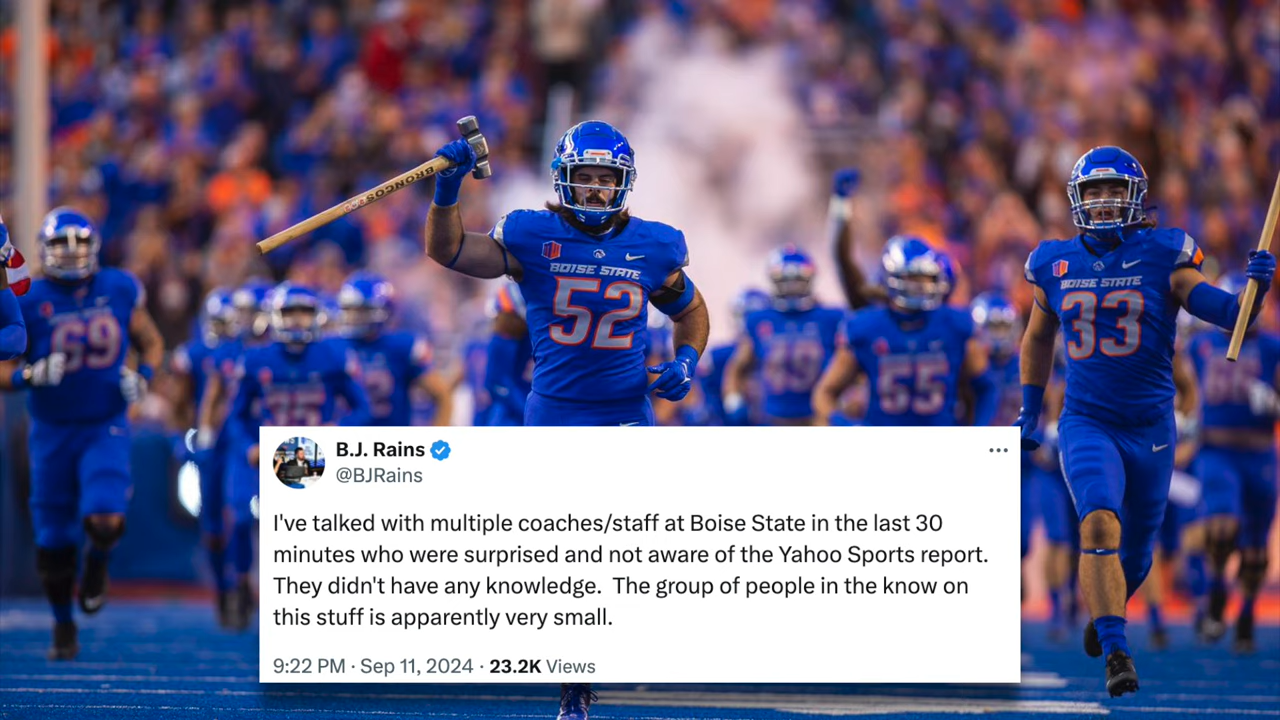 BRONCOS
BOISE STATE
52
BOISE STATE
33
69
55
49
B.J. Rains
@BJRains
I've talked with multiple coaches/staff at Boise State in the last 30
minutes who were surprised and not aware of the Yahoo Sports report.
They didn't have any knowledge.  The group of people in the know on
this stuff is apparently very small.
9:22 PM · Sep 11, 2024 · 23.2K Views